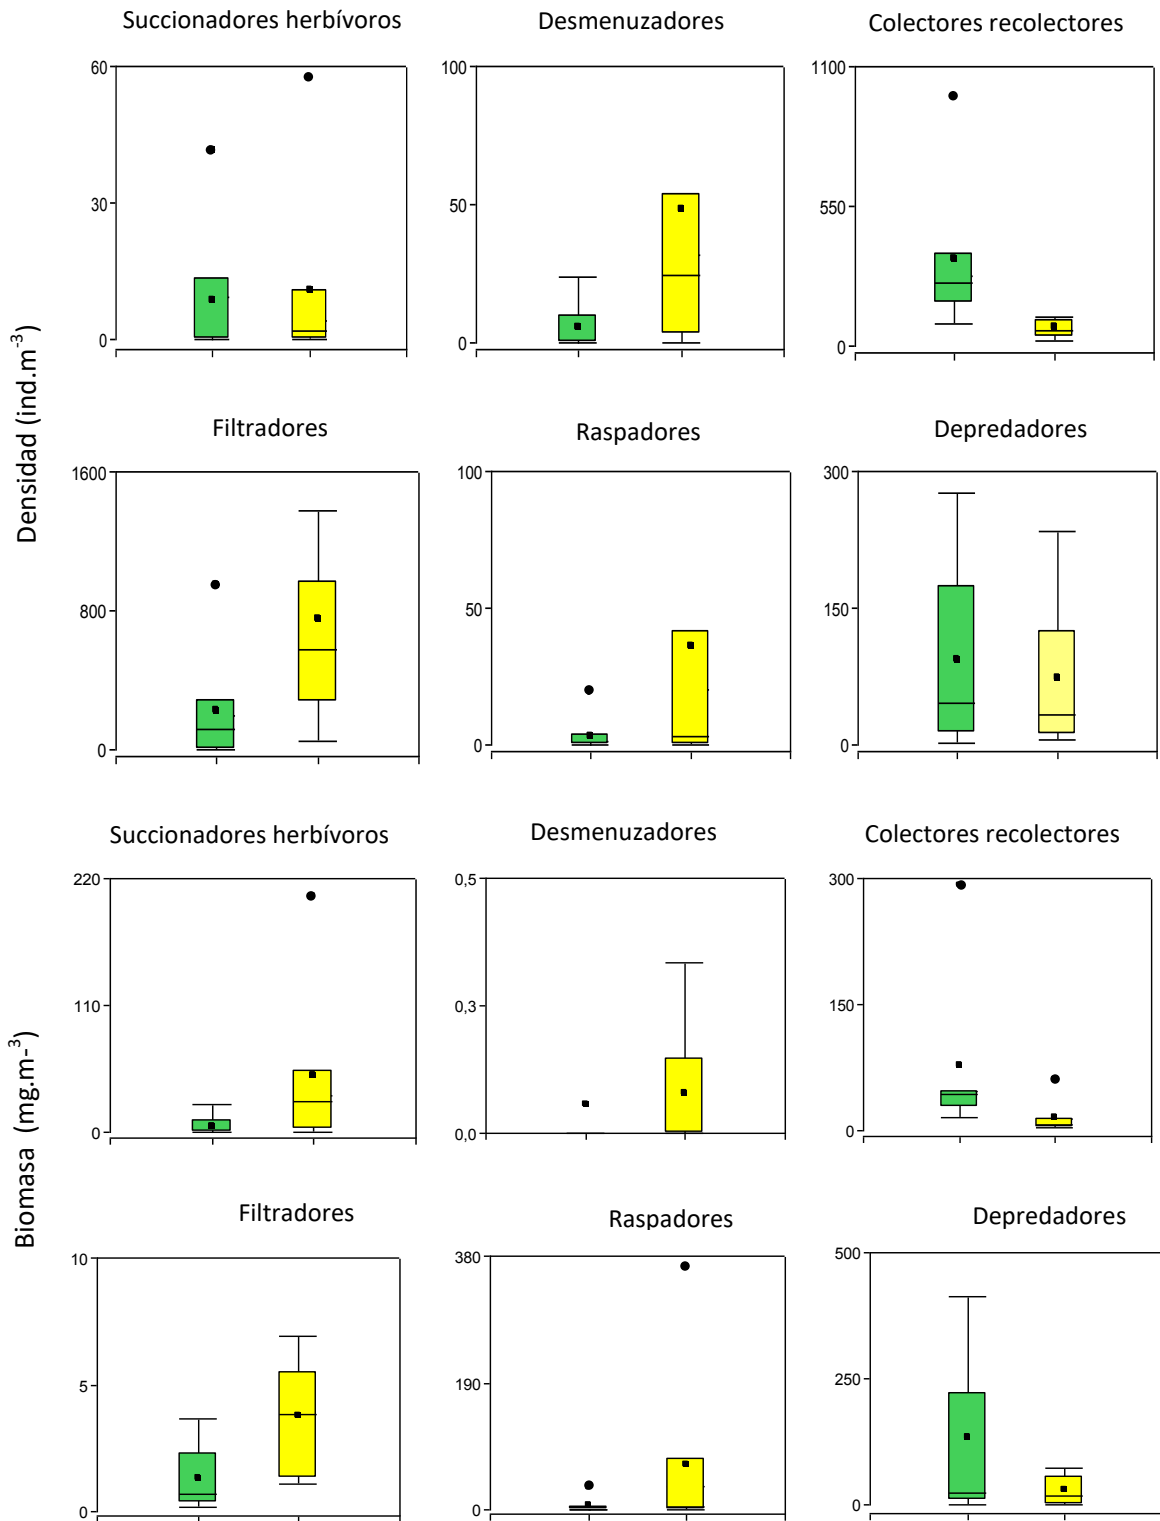 Succionadores herbívoros
Desmenuzadores
Colectores recolectores
60
30
0
100
50
0
1100
550
0
Densidad (ind.m-³)
Filtradores
Raspadores
Depredadores
1600
800
0
100
50
0
300
150
0
Succionadores herbívoros
Desmenuzadores
Colectores recolectores
220
110
0
0,5
0,3
0,0
300
150
0
Biomasa (mg.m-³)
Filtradores
Raspadores
Depredadores
10
5
0
380
190
0
500
250
0